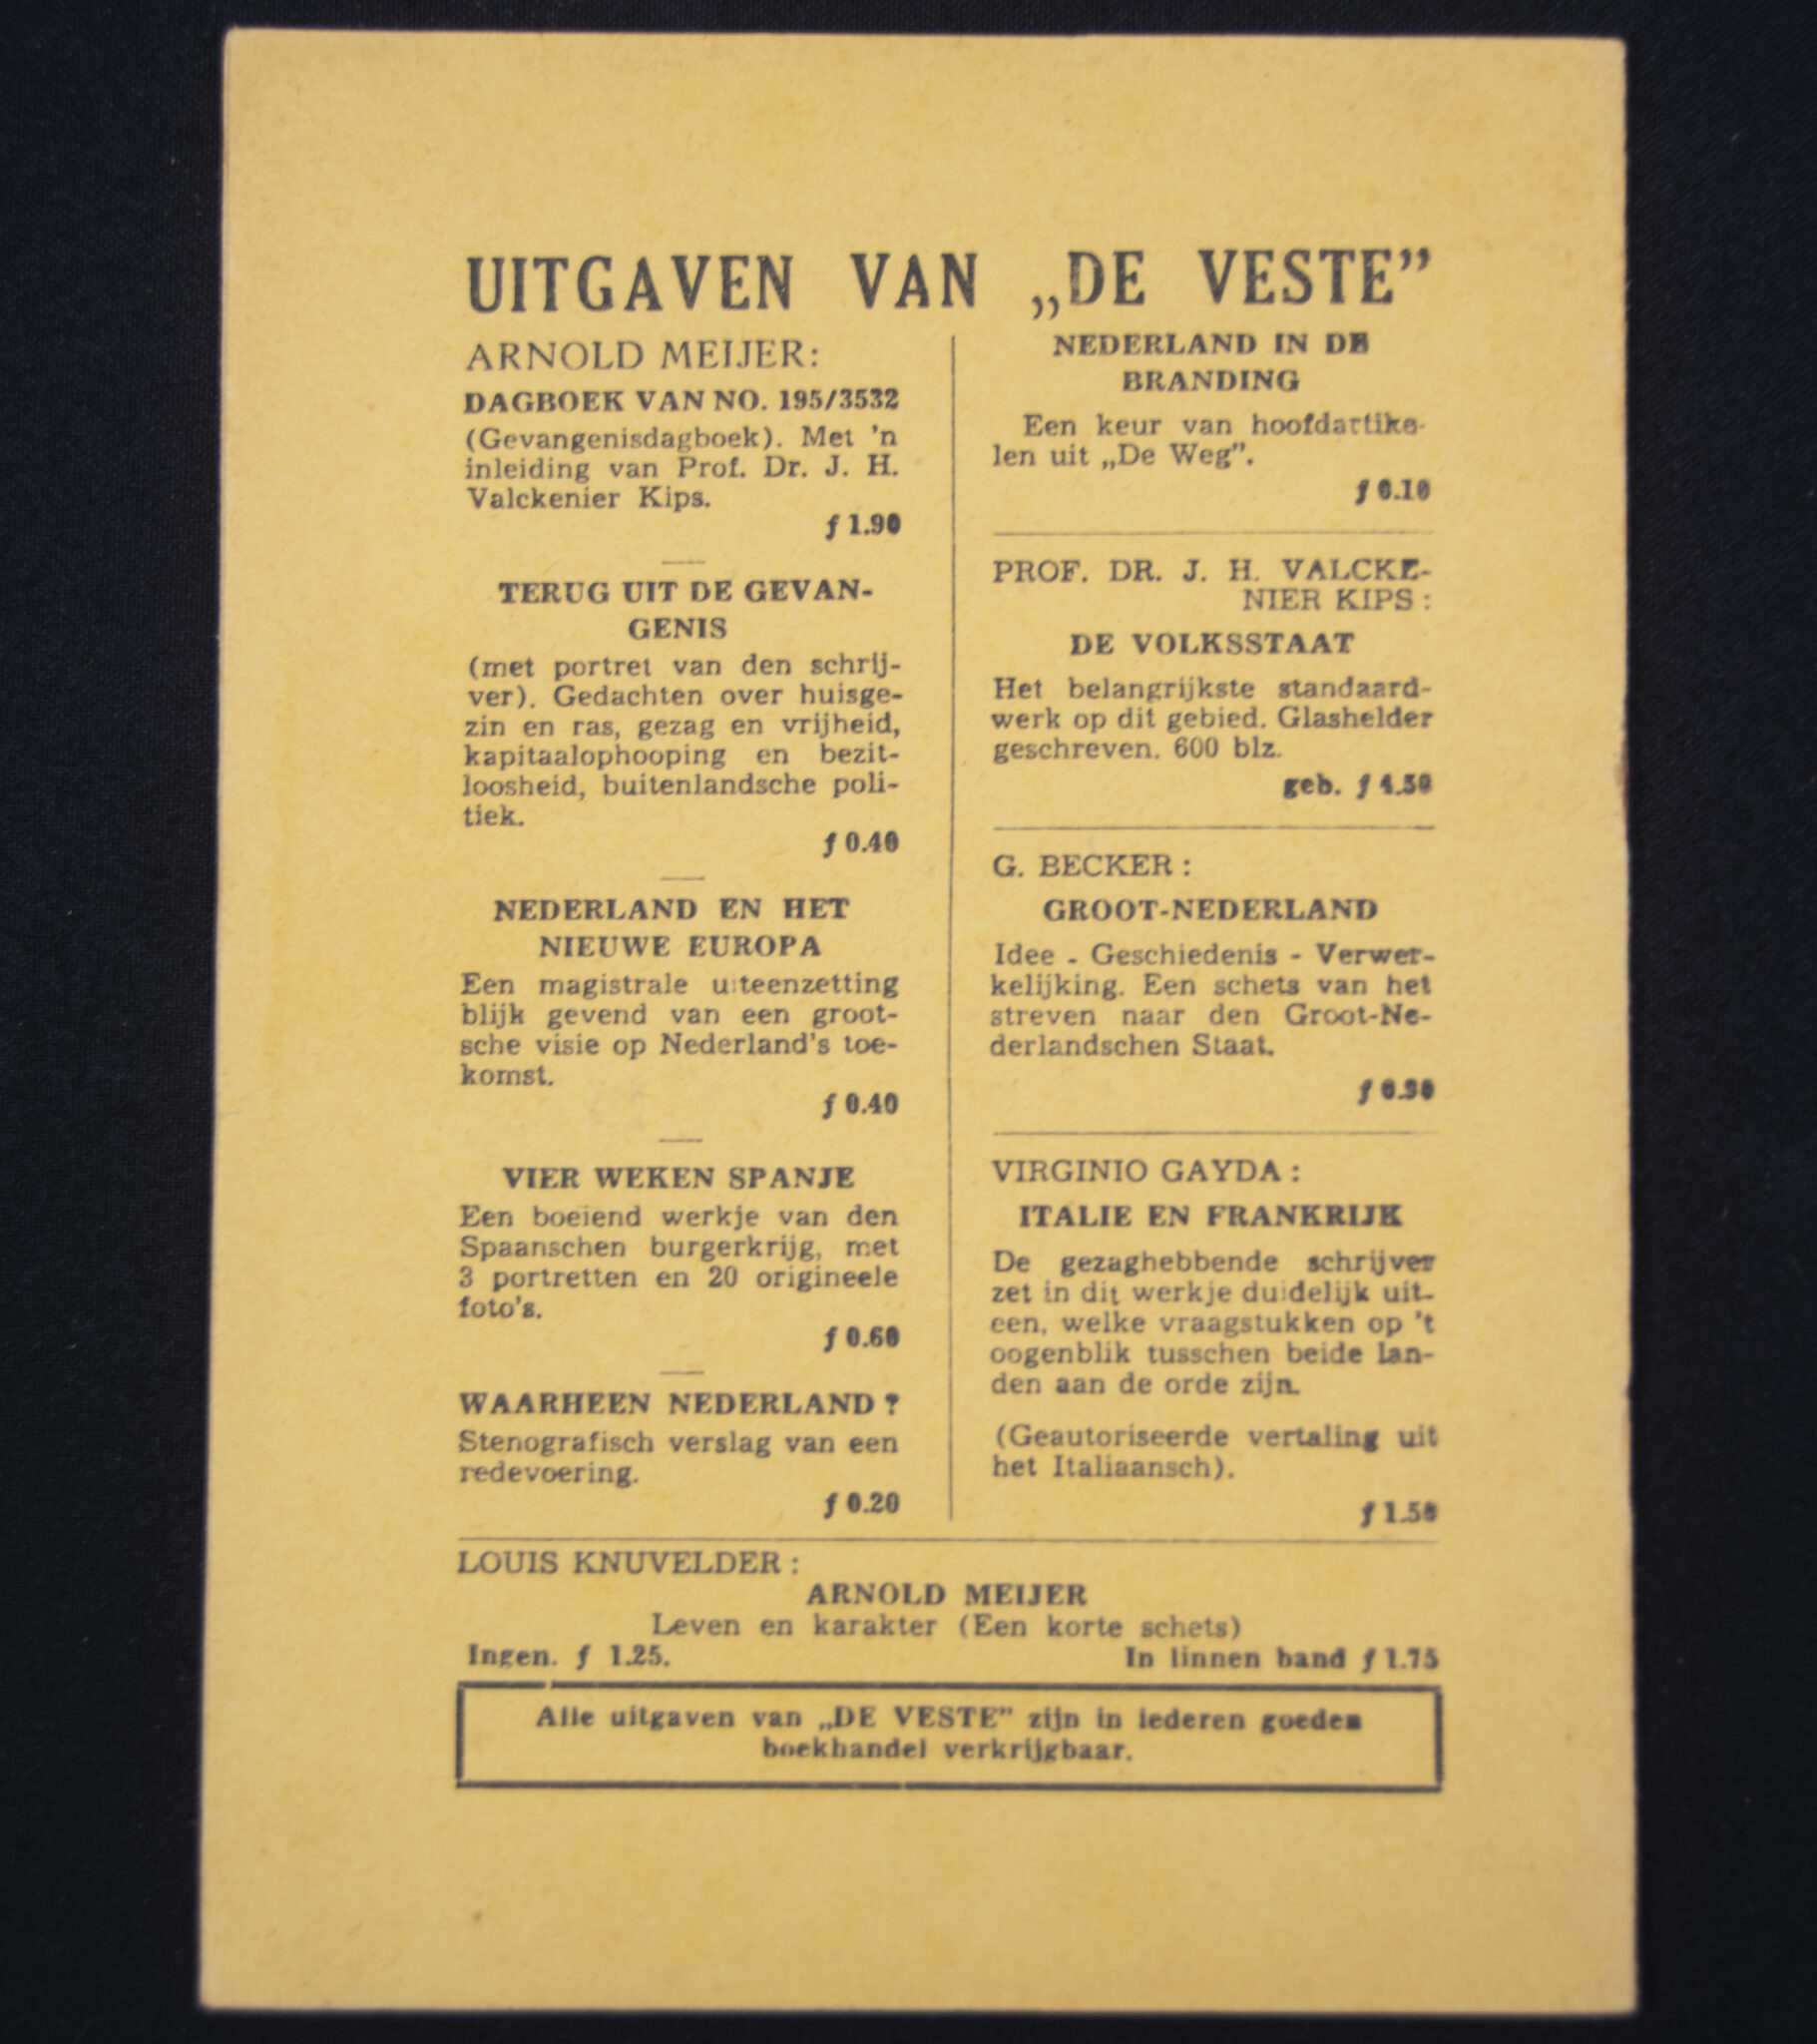 UITGAVEN VAN „DE VESTE”
ARNOLD MEIJER:
DAGBOEK VAN NO. 195/3532
(Gevangenisdagboek). Met 'n
inleiding van Prof. Dr. J. H.
Valckenier Kips.
ƒ 1.90
TERUG UIT DE GEVAN-
GENIS
(met portret van den schrij-
ver). Gedachten over huisge-
zin en ras, gezag en vrijheid,
kapitaalophooping en bezit-
loosheid, buitenlandsche poli-
tiek.
ƒ 0.40
NEDERLAND EN HET
NIEUWE EUROPA
Een magistrale uiteenzetting
blijk gevend van een groot-
sche visie op Nederland's toe-
komst.
ƒ 0.40
VIER WEKEN SPANJE
Een boeiend werkje van den
Spaanschen burgerkrijg, met
3 portretten en 20 origineele
foto's.
ƒ 0.60
WAARHEEN NEDERLAND ?
Stenografisch verslag van een
redevoering.
ƒ 0.20
NEDERLAND IN DE
BRANDING
Een keur van hoofdartike-
len uit „De Weg”.
ƒ 0.10
PROF. DR. J. H. VALCKE-
NIER KIPS :
DE VOLKSSTAAT
Het belangrijkste standaard-
werk op dit gebied. Glashelder
geschreven. 600 blz.
geb. ƒ 4.50
G. BECKER :
GROOT-NEDERLAND
Idee - Geschiedenis - Verwer-
kelijking. Een schets van het
streven naar den Groot-Ne-
derlandschen Staat.
ƒ 0.90
VIRGINIO GAYDA :
ITALIE EN FRANKRIJK
De gezaghebbende schrijver
zet in dit werkje duidelijk uit-
een, welke vraagstukken op 't
oogenblik tusschen beide lan-
den aan de orde zijn.
(Geautoriseerde vertaling uit
het Italiaansch).
ƒ 1.50
LOUIS KNUVELDER :
ARNOLD MEIJER
Leven en karakter (Een korte schets)
Ingen. ƒ 1.25. In linnen band ƒ 1.75
Alle uitgaven van „DE VESTE” zijn in iederen goeden
boekhandel verkrijgbaar.